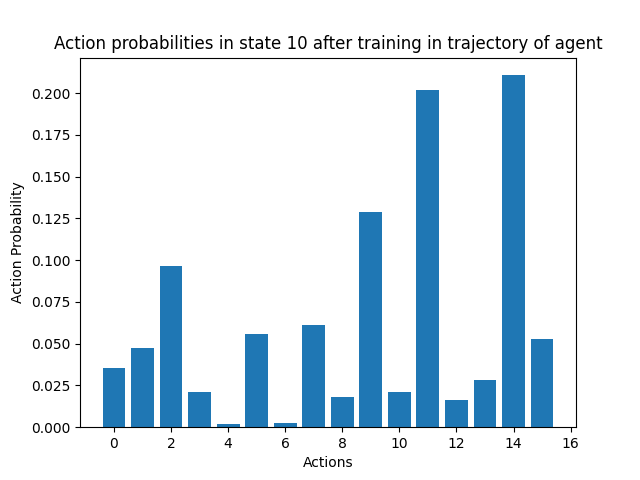 Action probabilities in state 10 after training in trajectory of agent
0.200
0.175
0.150
0.125
0.100
0.075
0.050
0.025
0.000
Action Probability
0 2 4 6 8 10 12 14 16
Actions